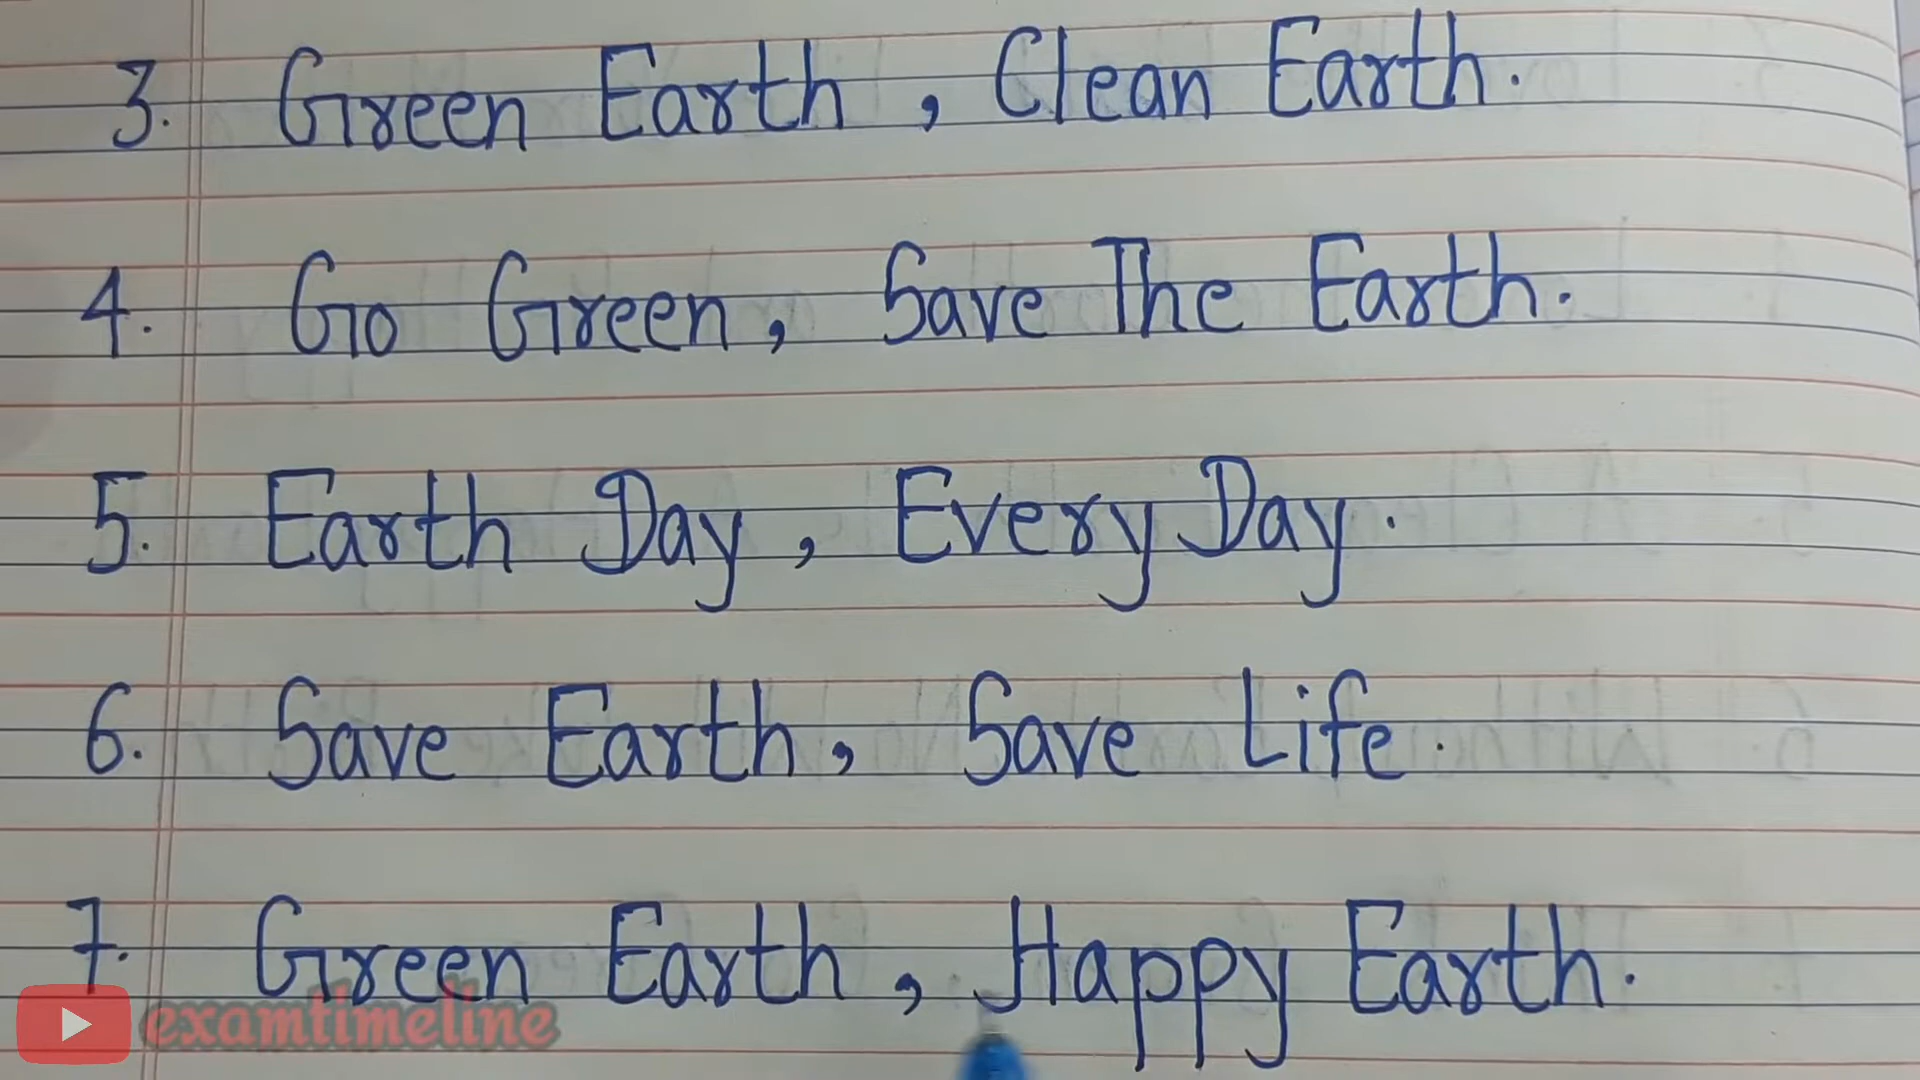 3. Green Earth, Clean Earth.
4. Go Green, Save The Earth.
5. Earth Day, Every Day.
6. Save Earth, Save Life.
7. Green Earth, Happy Earth.
examtimeline